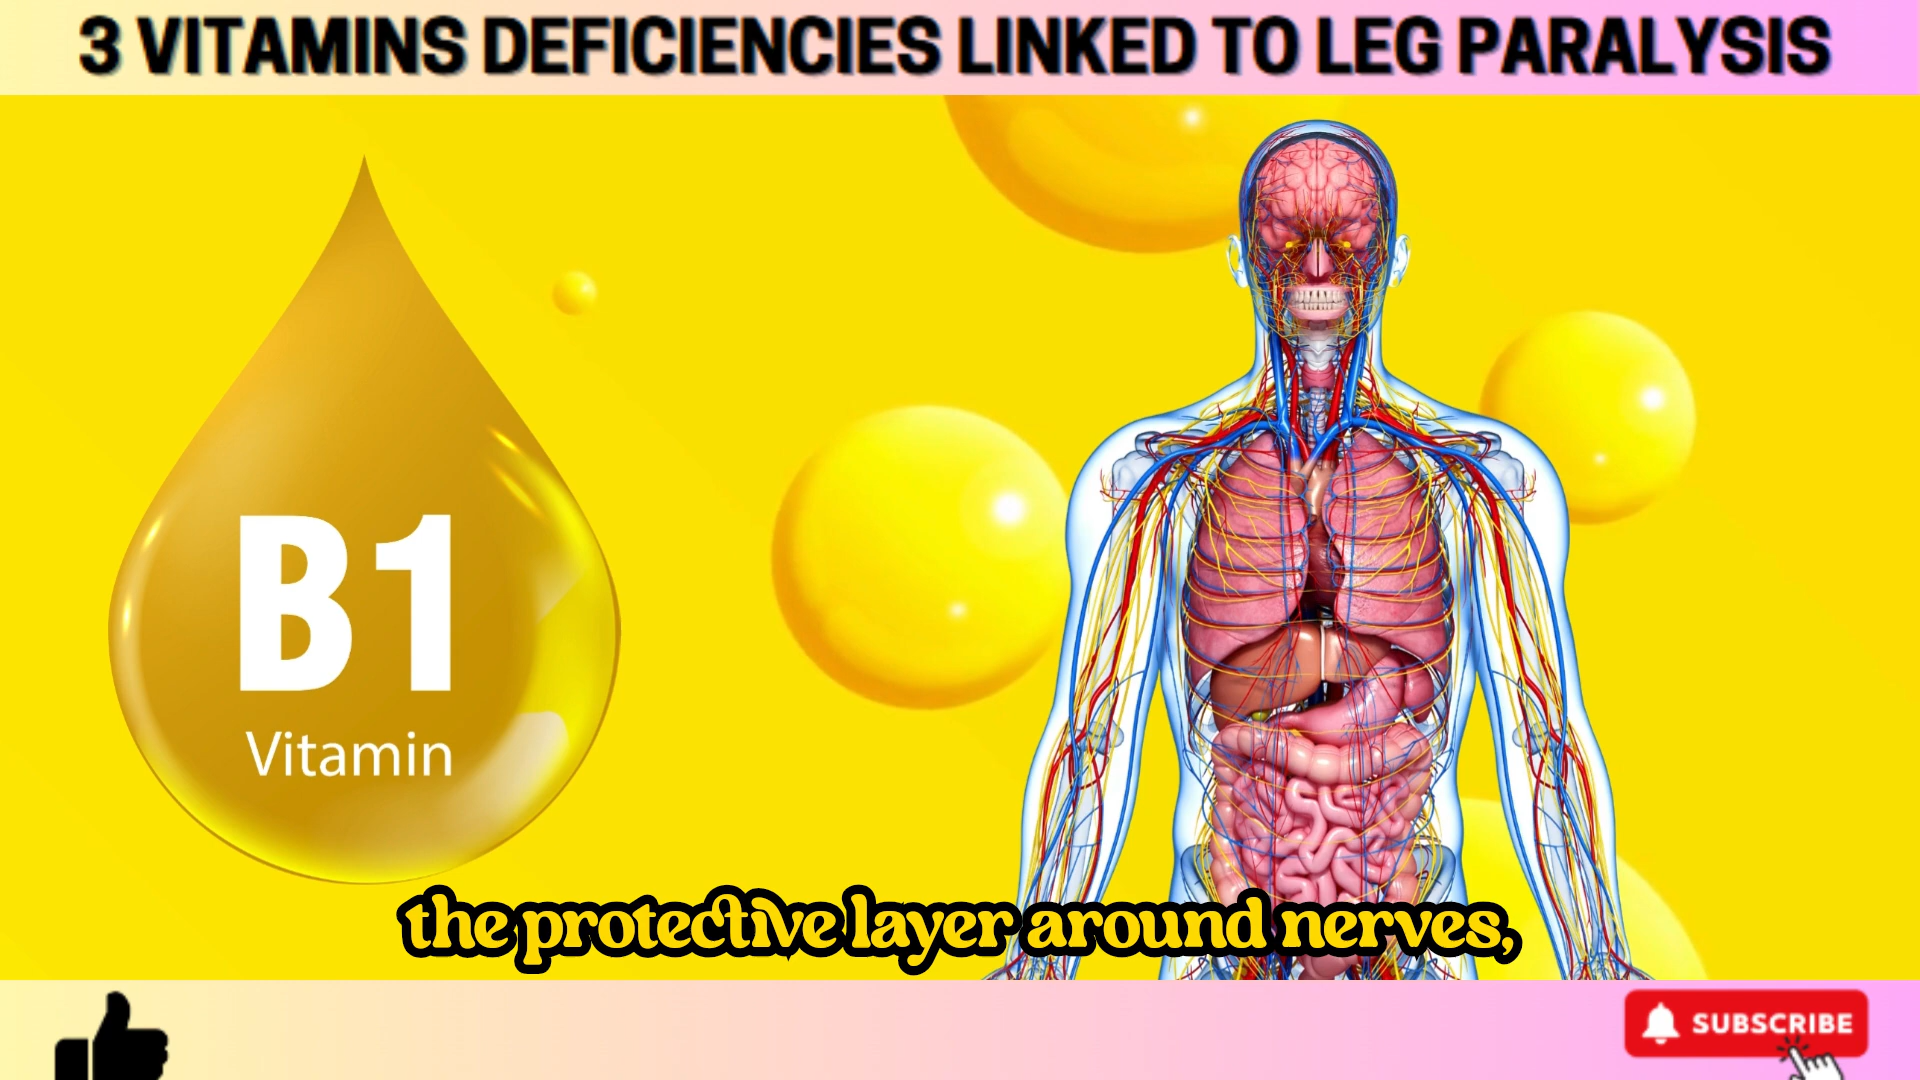 3 VITAMINS DEFICIENCIES LINKED TO LEG PARALYSIS
B1
Vitamin
the protective layer around nerves,
SUBSCRIBE